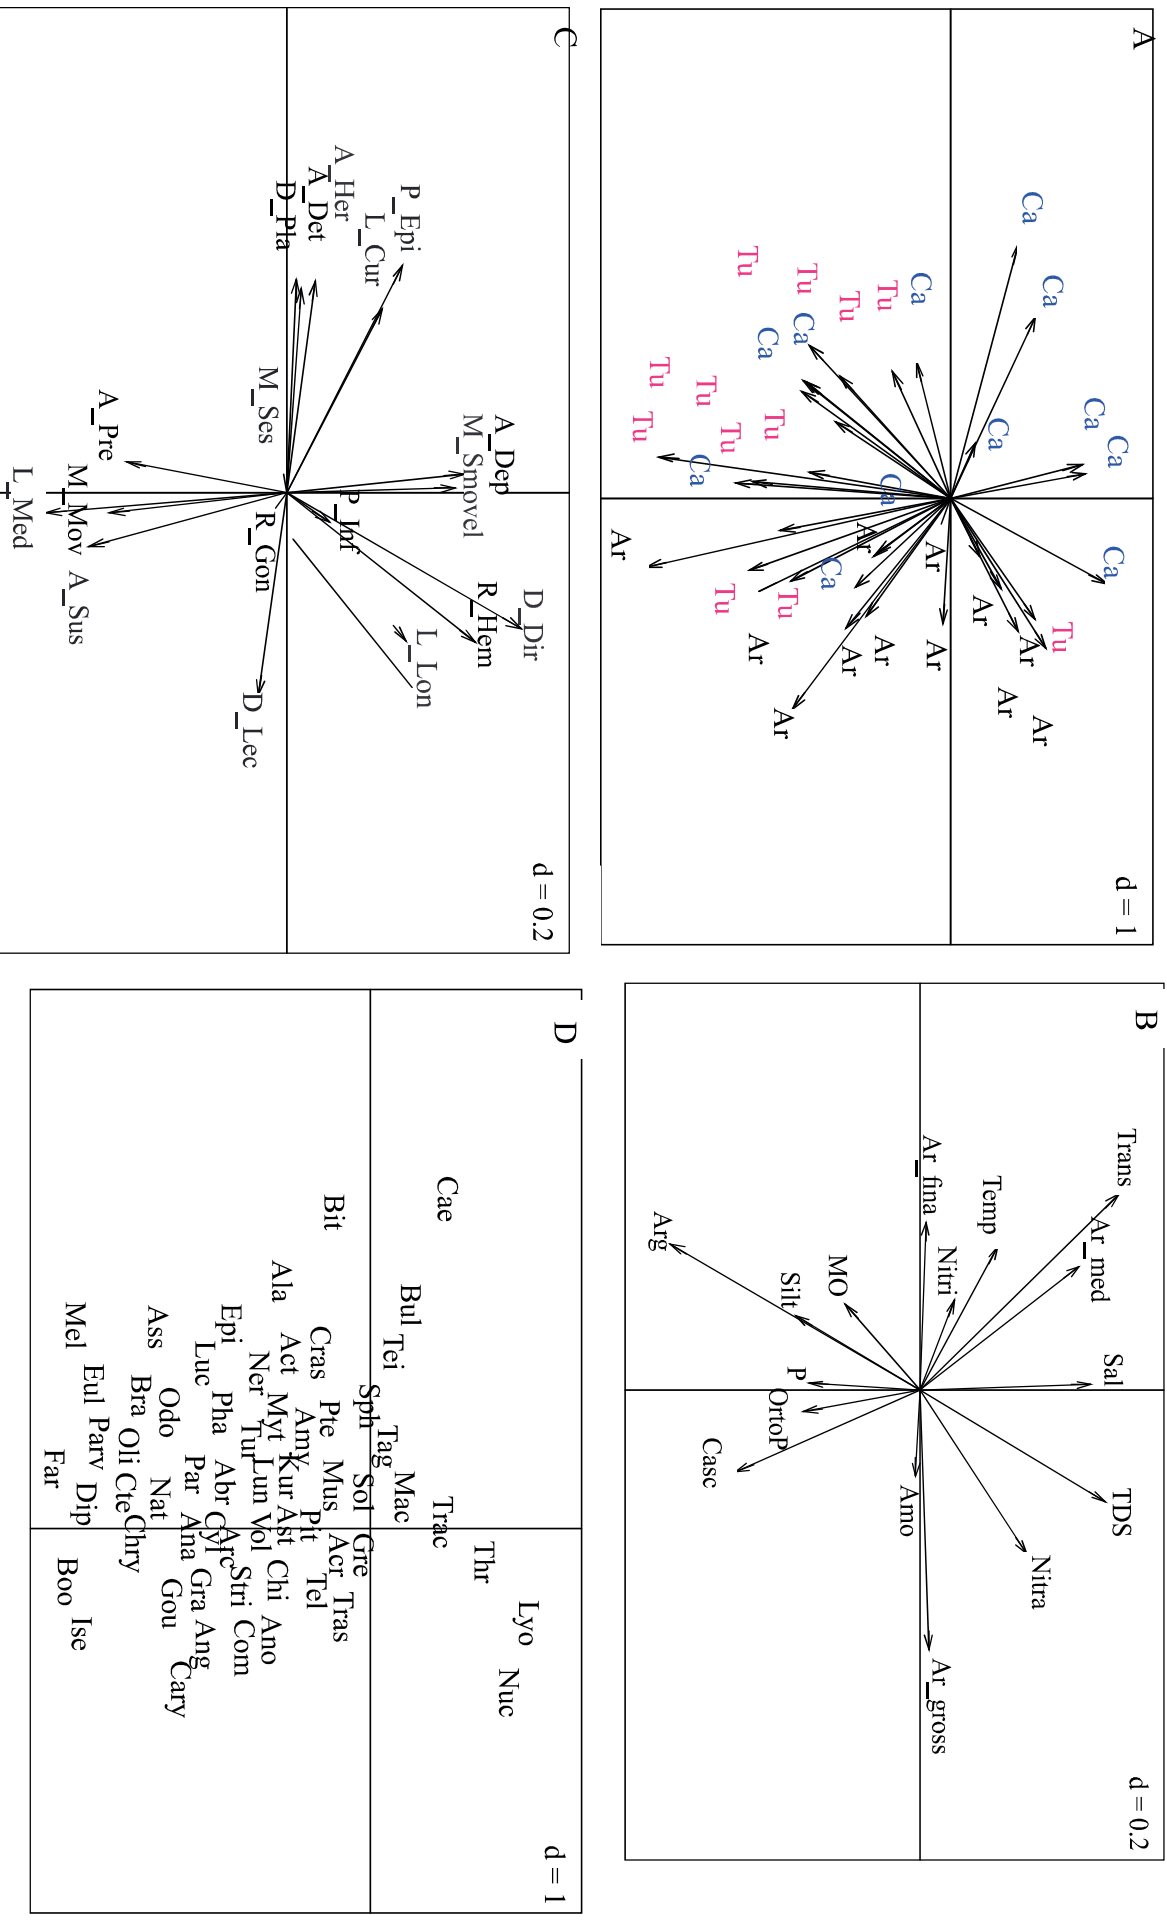 A
d = 1
Ca
Ca
Ca
Ca
Ca
Ca
Ca
Ca
Ca
Ca
Ca
Ca
Tu
Tu
Tu
Tu
Tu
Tu
Tu
Tu
Tu
Tu
Tu
Tu
Ar
Ar
Ar
Ar
Ar
Ar
Ar
Ar
Ar
Ar
Ar
Ar
B
d = 0.2
Trans
Ar_med
Sal
TDS
Temp
Nitri
Ar_fina
Nitra
MO
Silt
Arg
P
OrtoP
Casc
Amo
Ar_gross
C
d = 0.2
P_Epi
L_Cur
A_Her
A_Det
D_Pla
A_Dep
M_Smovel
D_Dir
R_Hem
L_Lon
P_Inf
M_Ses
R_Gon
D_Lec
A_Pre
M_Mov
L_Med
A_Sus
D
d = 1
Cae
Bit
Bul
Tei
Ala
Cras
Act
Sph
Tag
Mac
Trac
Thr
Lyo
Nuc
Epi
Ner
Pte
Mus
Sol
Gre
Luc
Myt
Amy
Kur
Pit
Acr
Tras
Ass
Pha
Tur
Lun
Ast
Tel
Mel
Bra
Odo
Par
Abr
Vol
Chi
Eul
Parv
Oli
Cte
Nat
Ana
Cyl
Arc
Stri
Ano
Far
Dip
Chry
Gra
Com
Boo
Ise
Gou
Ang
Cary